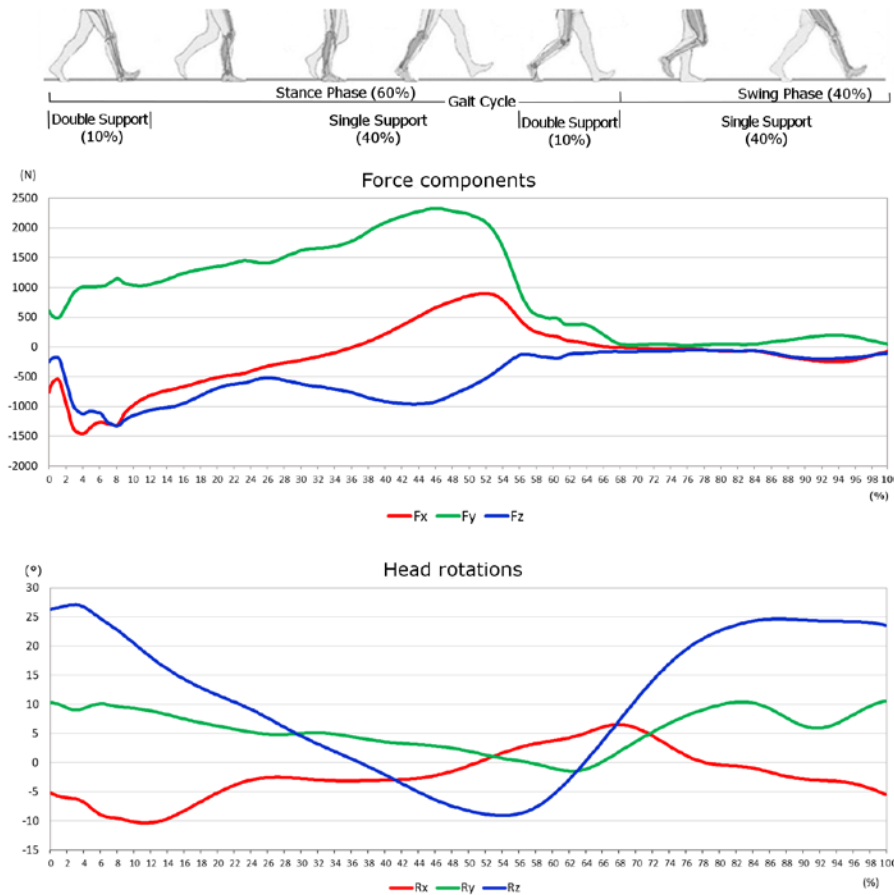 Stance Phase (60%)
Swing Phase (40%)
Gait Cycle
Double Support
(10%)
Single Support
(40%)
Double Support
(10%)
Single Support
(40%)
(N)
Force components
2500
2000
1500
1000
500
0
-500
-1000
-1500
-2000
0 2 4 6 8 10 12 14 16 18 20 22 24 26 28 30 32 34 36 38 40 42 44 46 48 50 52 54 56 58 60 62 64 66 68 70 72 74 76 78 80 82 84 86 88 90 92 94 96 98 100
(%)
Fx Fy Fz
(º)
Head rotations
30
25
20
15
10
5
0
-5
-10
-15
0 2 4 6 8 10 12 14 16 18 20 22 24 26 28 30 32 34 36 38 40 42 44 46 48 50 52 54 56 58 60 62 64 66 68 70 72 74 76 78 80 82 84 86 88 90 92 94 96 98 100
Rx Ry Rz
(%)